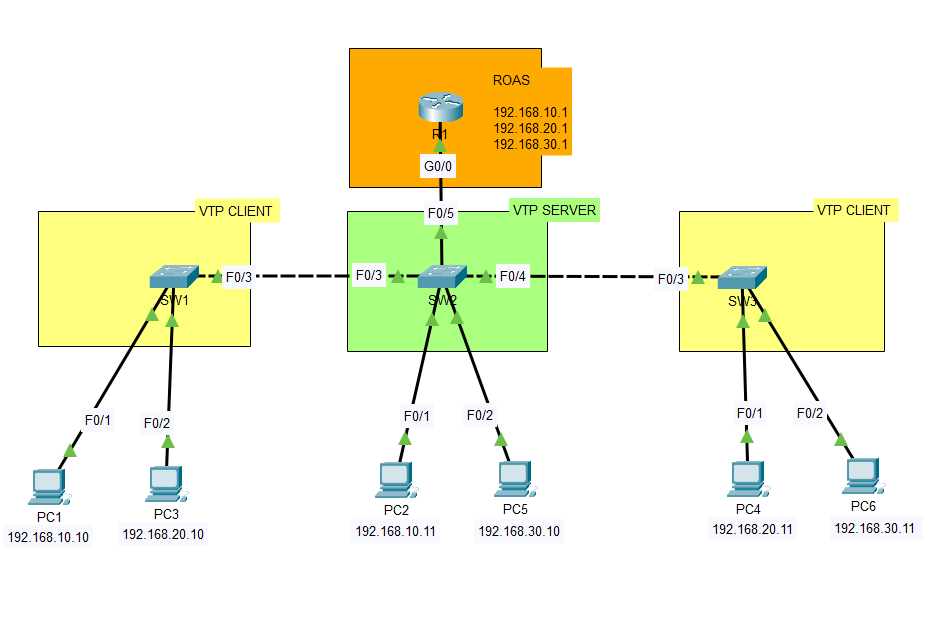 ROAS
192.168.10.1
192.168.20.1
192.168.30.1
R1
G0/0
VTP CLIENT
F0/5
VTP SERVER
VTP CLIENT
F0/3
F0/3
F0/4
F0/3
SW1
SW2
SW3
F0/1
F0/2
F0/1
F0/2
F0/1
F0/2
PC1
192.168.10.10
PC3
192.168.20.10
PC2
192.168.10.11
PC5
192.168.30.10
PC4
192.168.20.11
PC6
192.168.30.11